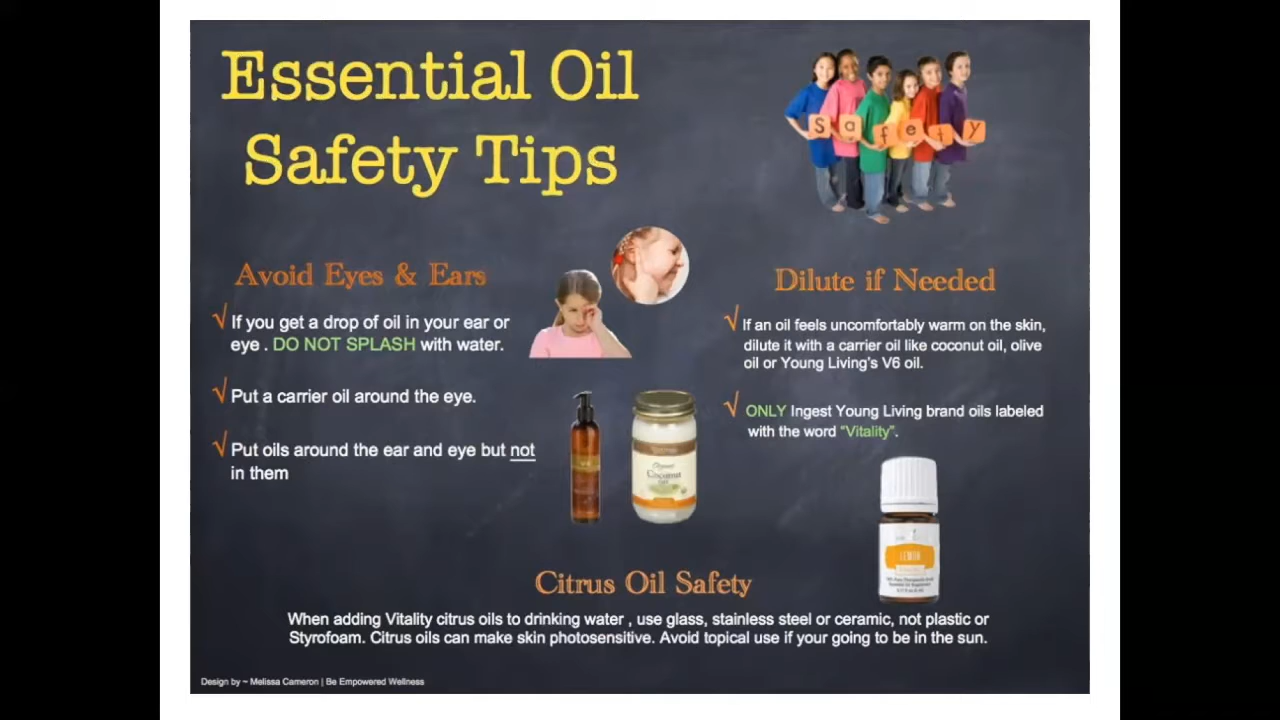 Essential Oil
Safety Tips
Safety
Avoid Eyes & Ears
√ If you get a drop of oil in your ear or
eye . DO NOT SPLASH with water.
√ Put a carrier oil around the eye.
√ Put oils around the ear and eye but not
in them
Dilute if Needed
√ If an oil feels uncomfortably warm on the skin,
dilute it with a carrier oil like coconut oil, olive
oil or Young Living's V6 oil.
√ ONLY Ingest Young Living brand oils labeled
with the word "Vitality".
Organic
Coconut
LEMON
Citrus Oil Safety
When adding Vitality citrus oils to drinking water , use glass, stainless steel or ceramic, not plastic or
Styrofoam. Citrus oils can make skin photosensitive. Avoid topical use if your going to be in the sun.
Design by ~ Melissa Cameron | Be Empowered Wellness